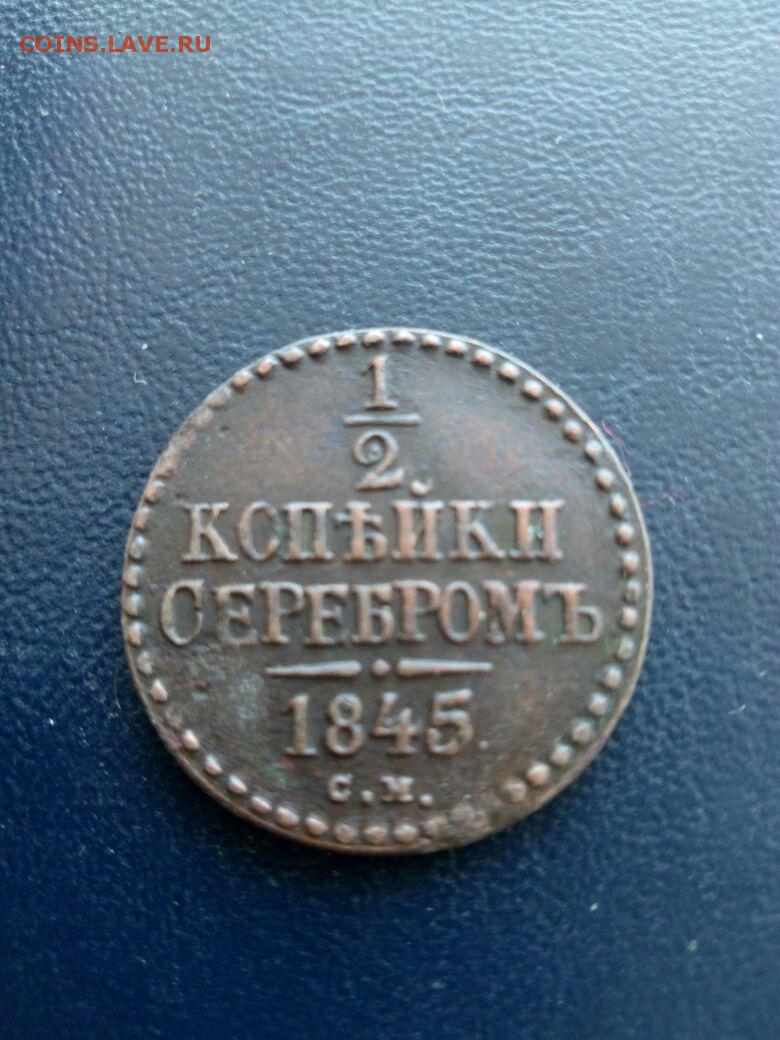 COINS.LAVE.RU
1
2.
КОПѢЙКИ
СЕРЕБРОМЪ
1845.
С.М.